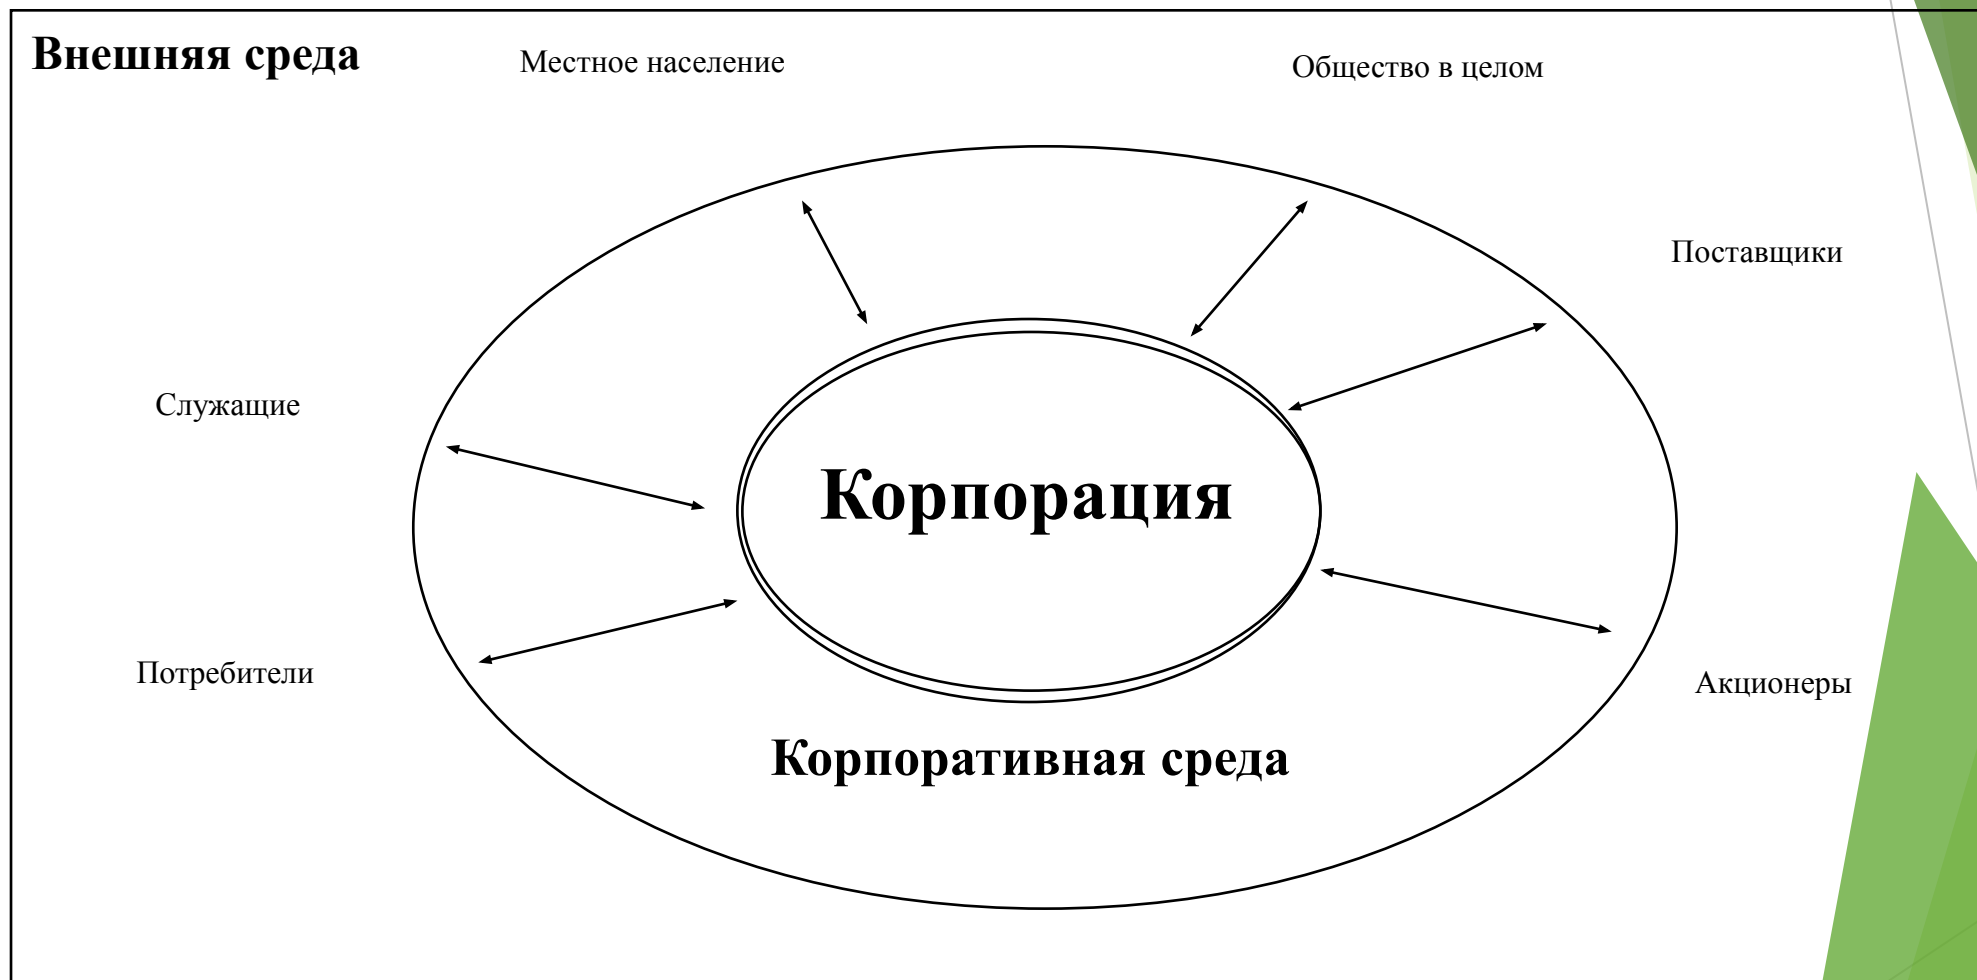 Внешняя среда
Местное население
Общество в целом
Поставщики
Служащие
Корпорация
Потребители
Акционеры
Корпоративная среда